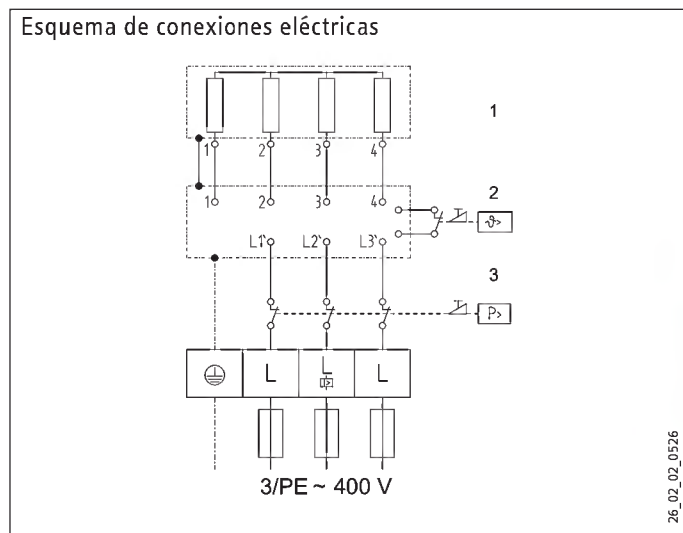 Esquema de conexiones eléctricas
1
1 2 3 4
2
1 2 3 4
ϑ>
L1` L2` L3`
3
P>
L L L
3/PE ~ 400 V
26_02_02_0526